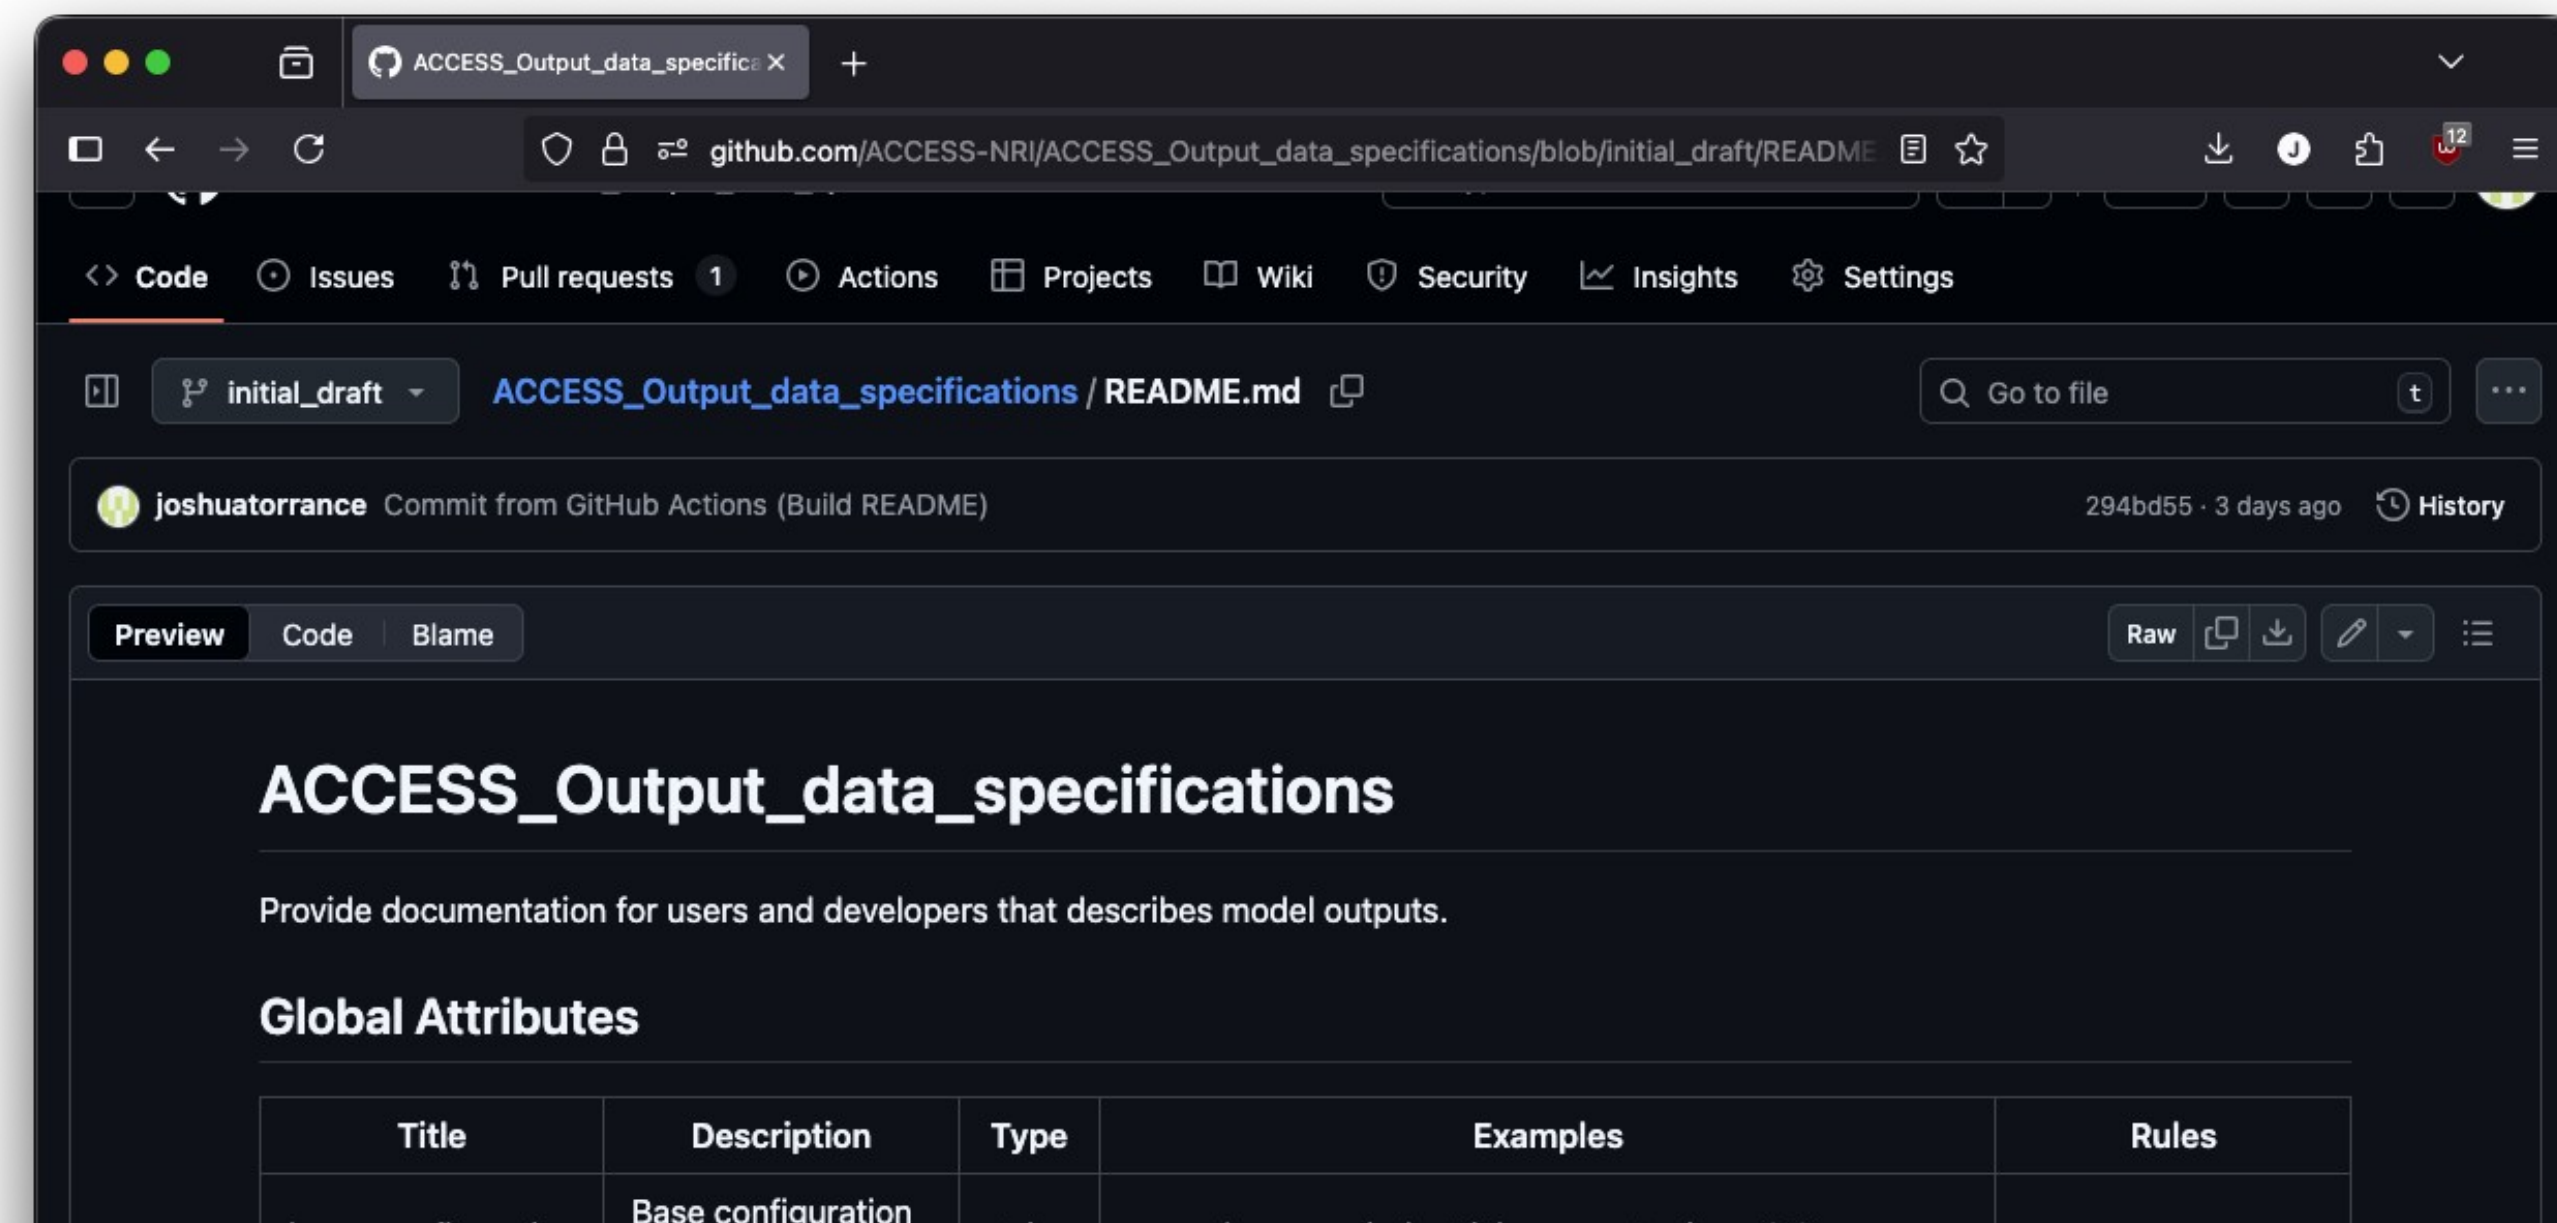 ACCESS_Output_data_specifica
github.com/ACCESS-NRI/ACCESS_Output_data_specifications/blob/initial_draft/README
J
12
Code Issues Pull requests 1 Actions Projects Wiki Security Insights Settings
initial_draft ACCESS_Output_data_specifications / README.md Go to file t
joshuatorrance Commit from GitHub Actions (Build README) 294bd55 · 3 days ago History
Preview Code Blame Raw
ACCESS_Output_data_specifications
Provide documentation for users and developers that describes model outputs.
Global Attributes
Title Description Type Examples Rules
Base configuration